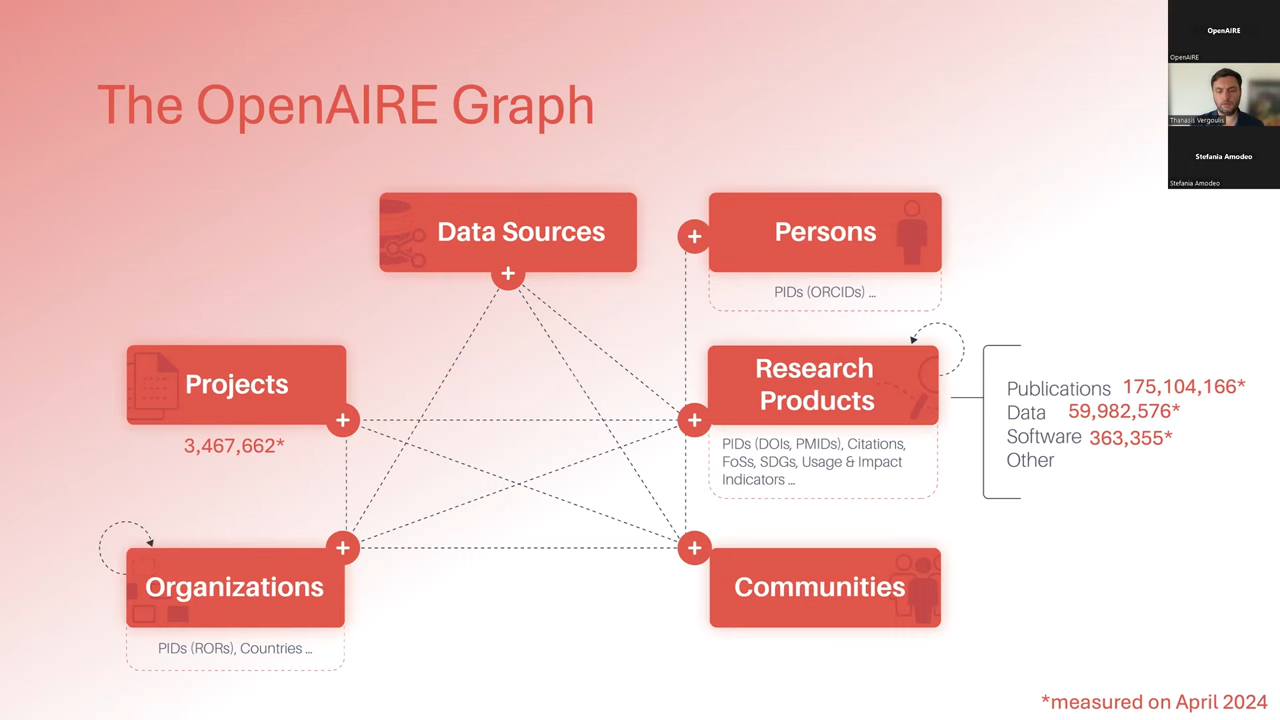 The OpenAIRE Graph
OpenAIRE
OpenAIRE
Thanasis Vergoulis
Stefania Amodeo
Stefania Amodeo
Data Sources
+
Persons
+
PIDs (ORCIDs) ...
Projects
+
3,467,662*
Research
Products
+
PIDs (DOIs, PMIDs), Citations,
FoSs, SDGs, Usage & Impact
Indicators ...
Publications 175,104,166*
Data 59,982,576*
Software 363,355*
Other
Organizations
+
PIDs (RORs), Countries ...
Communities
+
*measured on April 2024